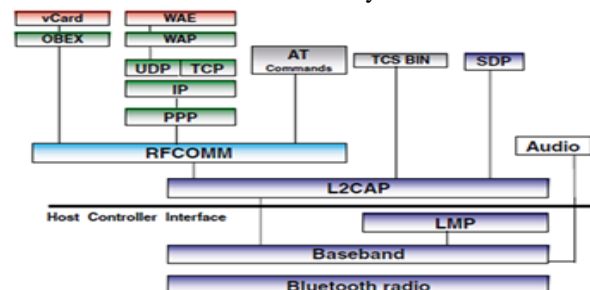 vCard
WAE
OBEX
WAP
UDP TCP
AT
Commands
TCS BIN
SDP
IP
PPP
Audio
RFCOMM
L2CAP
Host Controller Interface
LMP
Baseband
Bluetooth radio